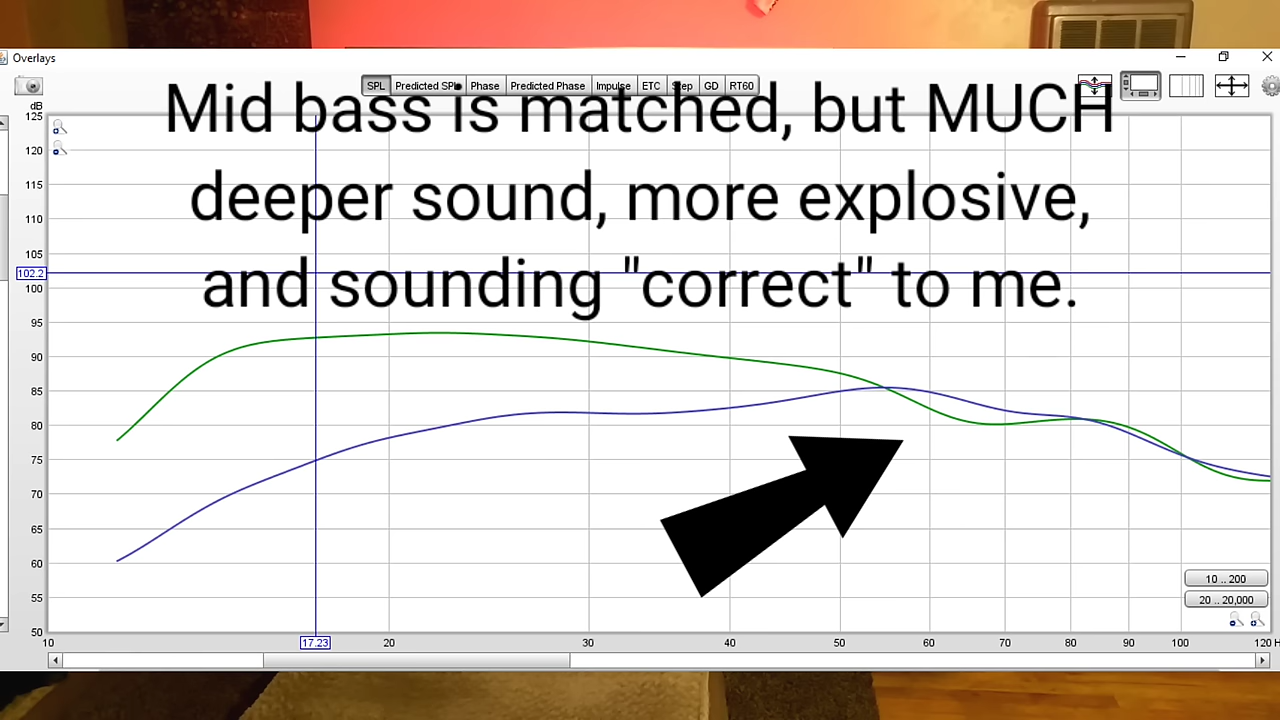 Overlays
SPL Predicted SPL Phase Predicted Phase Impulse ETC Step GD RT60
dB
Mid bass is matched, but MUCH
deeper sound, more explosive,
and sounding "correct" to me.
125
120
115
110
105
102.2
100
95
90
85
80
75
70
65
60
55
50
10 .. 200
20 .. 20,000
10 17.23 20 30 40 50 60 70 80 90 100 120 H